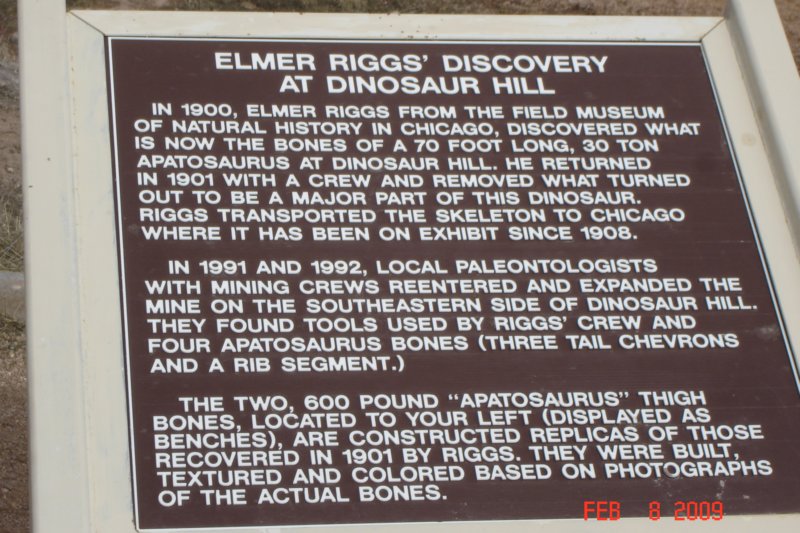 ELMER RIGGS' DISCOVERY
AT DINOSAUR HILL
IN 1900, ELMER RIGGS FROM THE FIELD MUSEUM
OF NATURAL HISTORY IN CHICAGO, DISCOVERED WHAT
IS NOW THE BONES OF A 70 FOOT LONG, 30 TON
APATOSAURUS AT DINOSAUR HILL. HE RETURNED
IN 1901 WITH A CREW AND REMOVED WHAT TURNED
OUT TO BE A MAJOR PART OF THIS DINOSAUR.
RIGGS TRANSPORTED THE SKELETON TO CHICAGO
WHERE IT HAS BEEN ON EXHIBIT SINCE 1908.
IN 1991 AND 1992, LOCAL PALEONTOLOGISTS
WITH MINING CREWS REENTERED AND EXPANDED THE
MINE ON THE SOUTHEASTERN SIDE OF DINOSAUR HILL.
THEY FOUND TOOLS USED BY RIGGS' CREW AND
FOUR APATOSAURUS BONES (THREE TAIL CHEVRONS
AND A RIB SEGMENT.)
THE TWO, 600 POUND "APATOSAURUS" THIGH
BONES, LOCATED TO YOUR LEFT (DISPLAYED AS
BENCHES), ARE CONSTRUCTED REPLICAS OF THOSE
RECOVERED IN 1901 BY RIGGS. THEY WERE BUILT,
TEXTURED AND COLORED BASED ON PHOTOGRAPHS
OF THE ACTUAL BONES.
FEB 8 2009